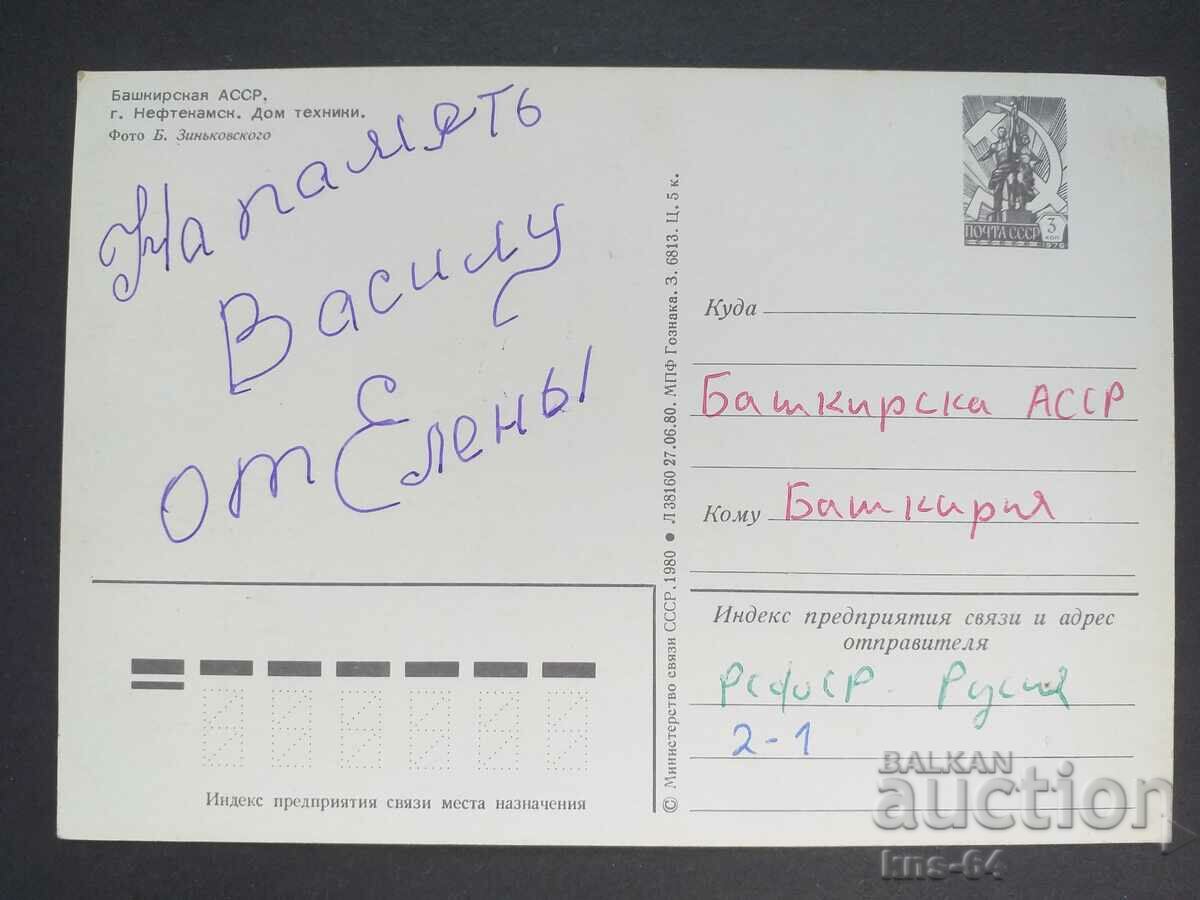 Башкирская АССР.
г. Нефтекамск. Дом техники.
Фото Б. Зиньковского
На память
Василу
от Елены
ПОЧТА СССР 3 коп
1976
Куда
Башкирска АССР
Кому Башкирия
Индекс предприятия связи и адрес
отправителя
РСФСР Русия
2-1
Индекс предприятия связи места назначения
© Министерство связи СССР. 1980 ● Л 38160 27.06.80. МПФ Гознака. З. 6813. Ц. 5 к.
BALKAN
auction
kns-64